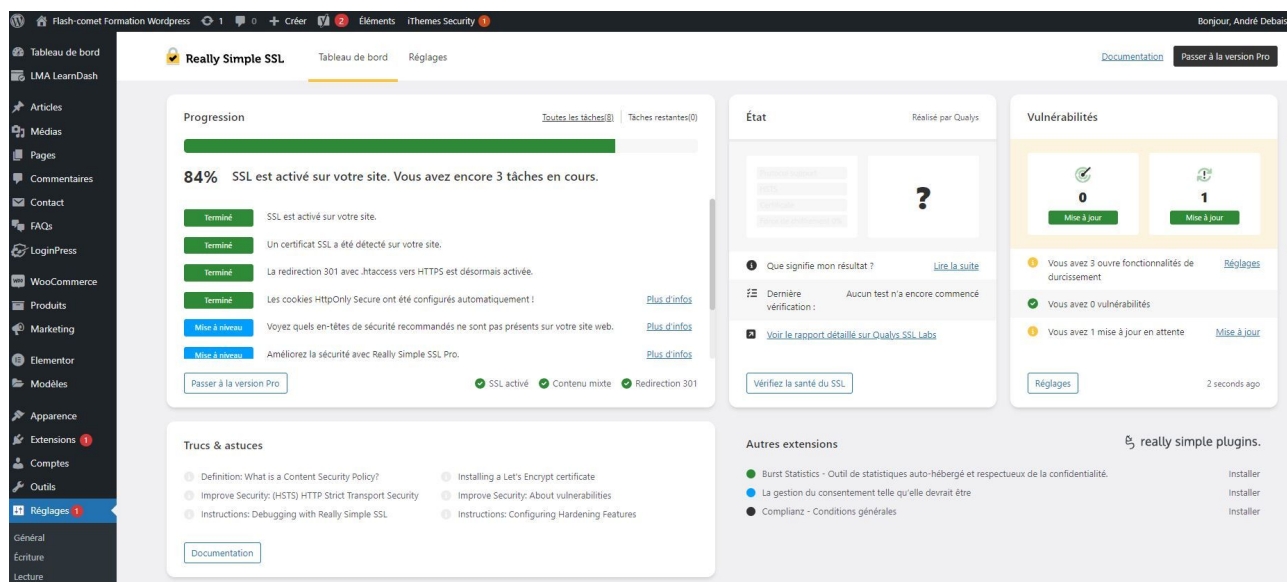 Flash-comet Formation Wordpress 1 0 + Créer 2 Éléments iThemes Security 1 Bonjour, André Debais
Tableau de bord
LMA LearnDash
Articles
Médias
Pages
Commentaires
Contact
FAQs
LoginPress
WooCommerce
Produits
Marketing
Elementor
Modèles
Apparence
Extensions 1
Comptes
Outils
Réglages 1
Général
Écriture
Lecture
Really Simple SSL Tableau de bord Réglages Documentation Passer à la version Pro
Progression Toutes les tâches(8) Tâches restantes(0)
84% SSL est activé sur votre site. Vous avez encore 3 tâches en cours.
Terminé SSL est activé sur votre site.
Terminé Un certificat SSL a été détecté sur votre site.
Terminé La redirection 301 avec .htaccess vers HTTPS est désormais activée.
Terminé Les cookies HttpOnly Secure ont été configurés automatiquement ! Plus d'infos
Mise à niveau Voyez quels en-têtes de sécurité recommandés ne sont pas présents sur votre site web. Plus d'infos
Mise à niveau Améliorez la sécurité avec Really Simple SSL Pro. Plus d'infos
Passer à la version Pro SSL activé Contenu mixte Redirection 301
État Réalisé par Qualys
?
Que signifie mon résultat ? Lire la suite
Dernière Aucun test n'a encore commencé
vérification :
Voir le rapport détaillé sur Qualys SSL Labs
Vérifiez la santé du SSL
Vulnérabilités
0 1
Mise à jour Mise à jour
Vous avez 3 ouvre fonctionnalités de Réglages
durcissement
Vous avez 0 vulnérabilités
Vous avez 1 mise à jour en attente Mise à jour
Réglages 2 seconds ago
Trucs & astuces
Definition: What is a Content Security Policy? Installing a Let's Encrypt certificate
Improve Security: (HSTS) HTTP Strict Transport Security Improve Security: About vulnerabilities
Instructions: Debugging with Really Simple SSL Instructions: Configuring Hardening Features
Documentation
Autres extensions really simple plugins.
Burst Statistics - Outil de statistiques auto-hébergé et respectueux de la confidentialité. Installer
La gestion du consentement telle qu'elle devrait être Installer
Complianz - Conditions générales Installer